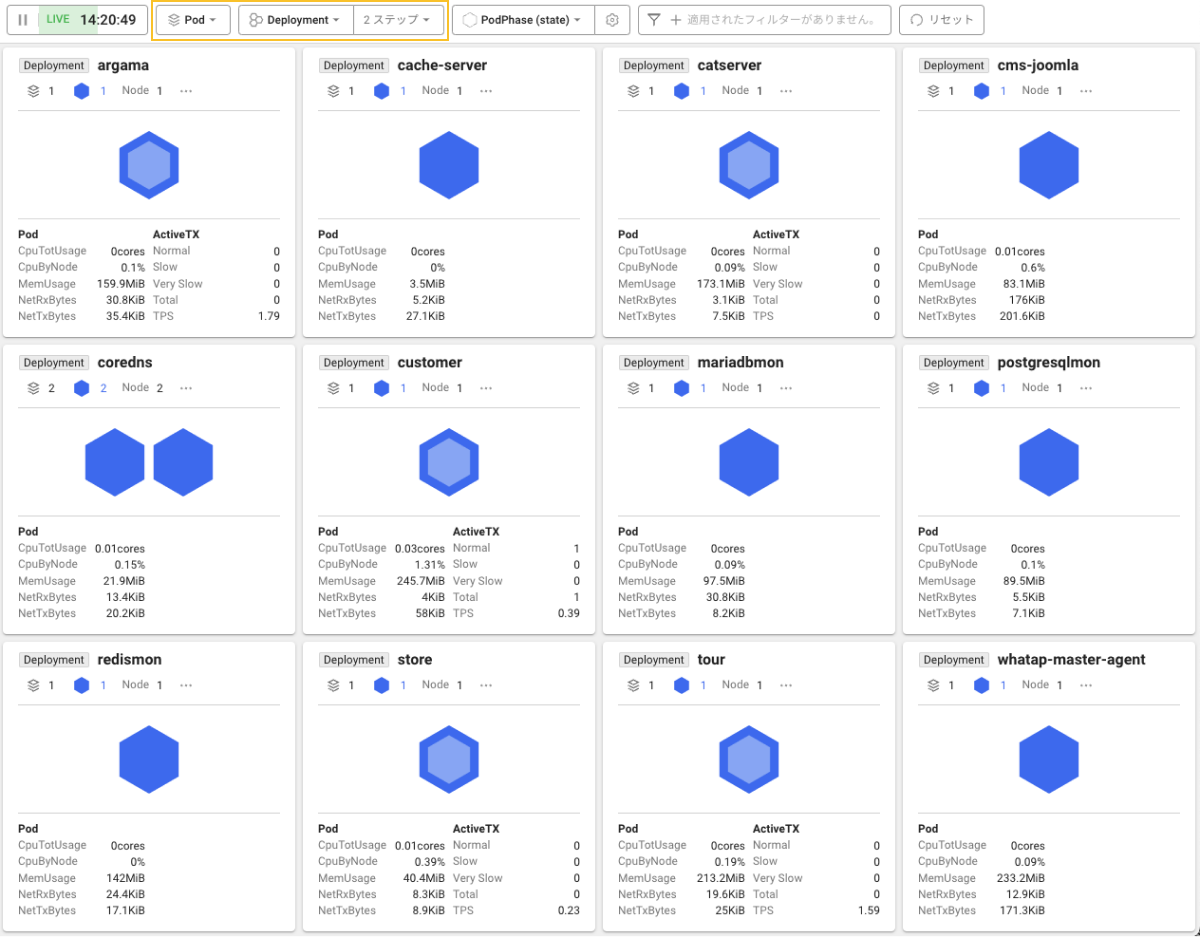 LIVE 14:20:49 Pod Deployment 2 ステップ PodPhase (state) 適用されたフィルターがありません。 リセット
Deployment argama
1 1 Node 1 ...
Pod ActiveTX
CpuTotUsage 0cores Normal 0
CpuByNode 0.1% Slow 0
MemUsage 159.9MiB Very Slow 0
NetRxBytes 30.8KiB Total 0
NetTxBytes 35.4KiB TPS 1.79
Deployment cache-server
1 1 Node 1 ...
Pod
CpuTotUsage 0cores
CpuByNode 0%
MemUsage 3.5MiB
NetRxBytes 5.2KiB
NetTxBytes 27.1KiB
Deployment catserver
1 1 Node 1 ...
Pod ActiveTX
CpuTotUsage 0cores Normal 0
CpuByNode 0.09% Slow 0
MemUsage 173.1MiB Very Slow 0
NetRxBytes 3.1KiB Total 0
NetTxBytes 7.5KiB TPS 0
Deployment cms-joomla
1 1 Node 1 ...
Pod
CpuTotUsage 0.01cores
CpuByNode 0.6%
MemUsage 83.1MiB
NetRxBytes 176KiB
NetTxBytes 201.6KiB
Deployment coredns
2 2 Node 2 ...
Pod
CpuTotUsage 0.01cores
CpuByNode 0.15%
MemUsage 21.9MiB
NetRxBytes 13.4KiB
NetTxBytes 20.2KiB
Deployment customer
1 1 Node 1 ...
Pod ActiveTX
CpuTotUsage 0.03cores Normal 1
CpuByNode 1.31% Slow 0
MemUsage 245.7MiB Very Slow 0
NetRxBytes 4KiB Total 1
NetTxBytes 58KiB TPS 0.39
Deployment mariadbmon
1 1 Node 1 ...
Pod
CpuTotUsage 0cores
CpuByNode 0.09%
MemUsage 97.5MiB
NetRxBytes 30.8KiB
NetTxBytes 8.2KiB
Deployment postgresqlmon
1 1 Node 1 ...
Pod
CpuTotUsage 0cores
CpuByNode 0.1%
MemUsage 89.5MiB
NetRxBytes 5.5KiB
NetTxBytes 7.1KiB
Deployment redismon
1 1 Node 1 ...
Pod
CpuTotUsage 0cores
CpuByNode 0%
MemUsage 142MiB
NetRxBytes 24.4KiB
NetTxBytes 17.1KiB
Deployment store
1 1 Node 1 ...
Pod ActiveTX
CpuTotUsage 0.01cores Normal 0
CpuByNode 0.39% Slow 0
MemUsage 40.4MiB Very Slow 0
NetRxBytes 8.3KiB Total 0
NetTxBytes 8.9KiB TPS 0.23
Deployment tour
1 1 Node 1 ...
Pod ActiveTX
CpuTotUsage 0cores Normal 0
CpuByNode 0.19% Slow 0
MemUsage 213.2MiB Very Slow 0
NetRxBytes 19.6KiB Total 0
NetTxBytes 25KiB TPS 1.59
Deployment whatap-master-agent
1 1 Node 1 ...
Pod
CpuTotUsage 0cores
CpuByNode 0.09%
MemUsage 233.2MiB
NetRxBytes 12.9KiB
NetTxBytes 171.3KiB